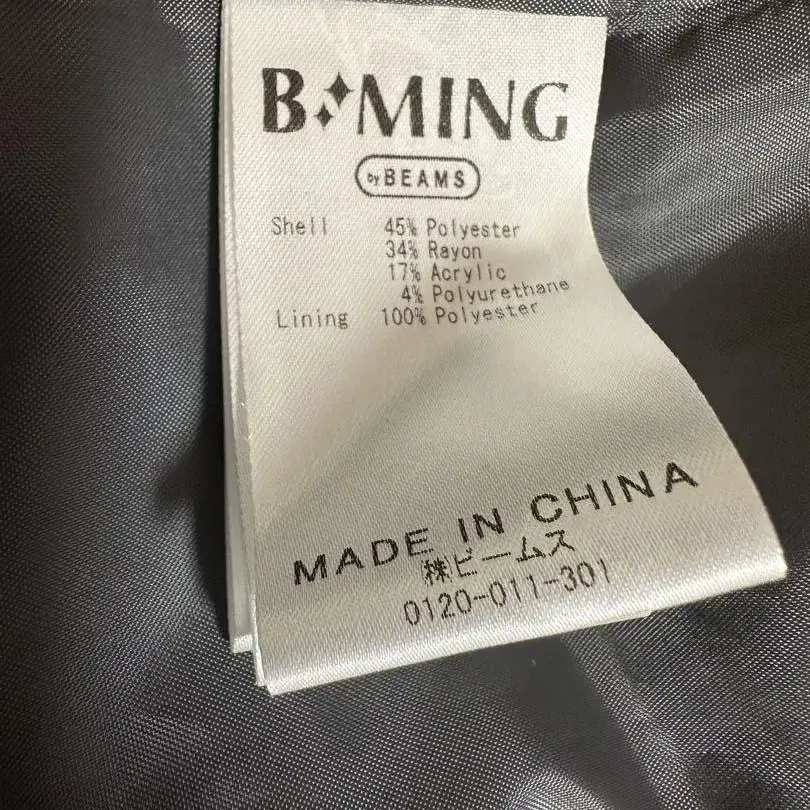 B MING
by BEAMS
Shell 45% Polyester
34% Rayon
17% Acrylic
4% Polyurethane
Lining 100% Polyester
MADE IN CHINA
㈱ビームス
0120-011-301